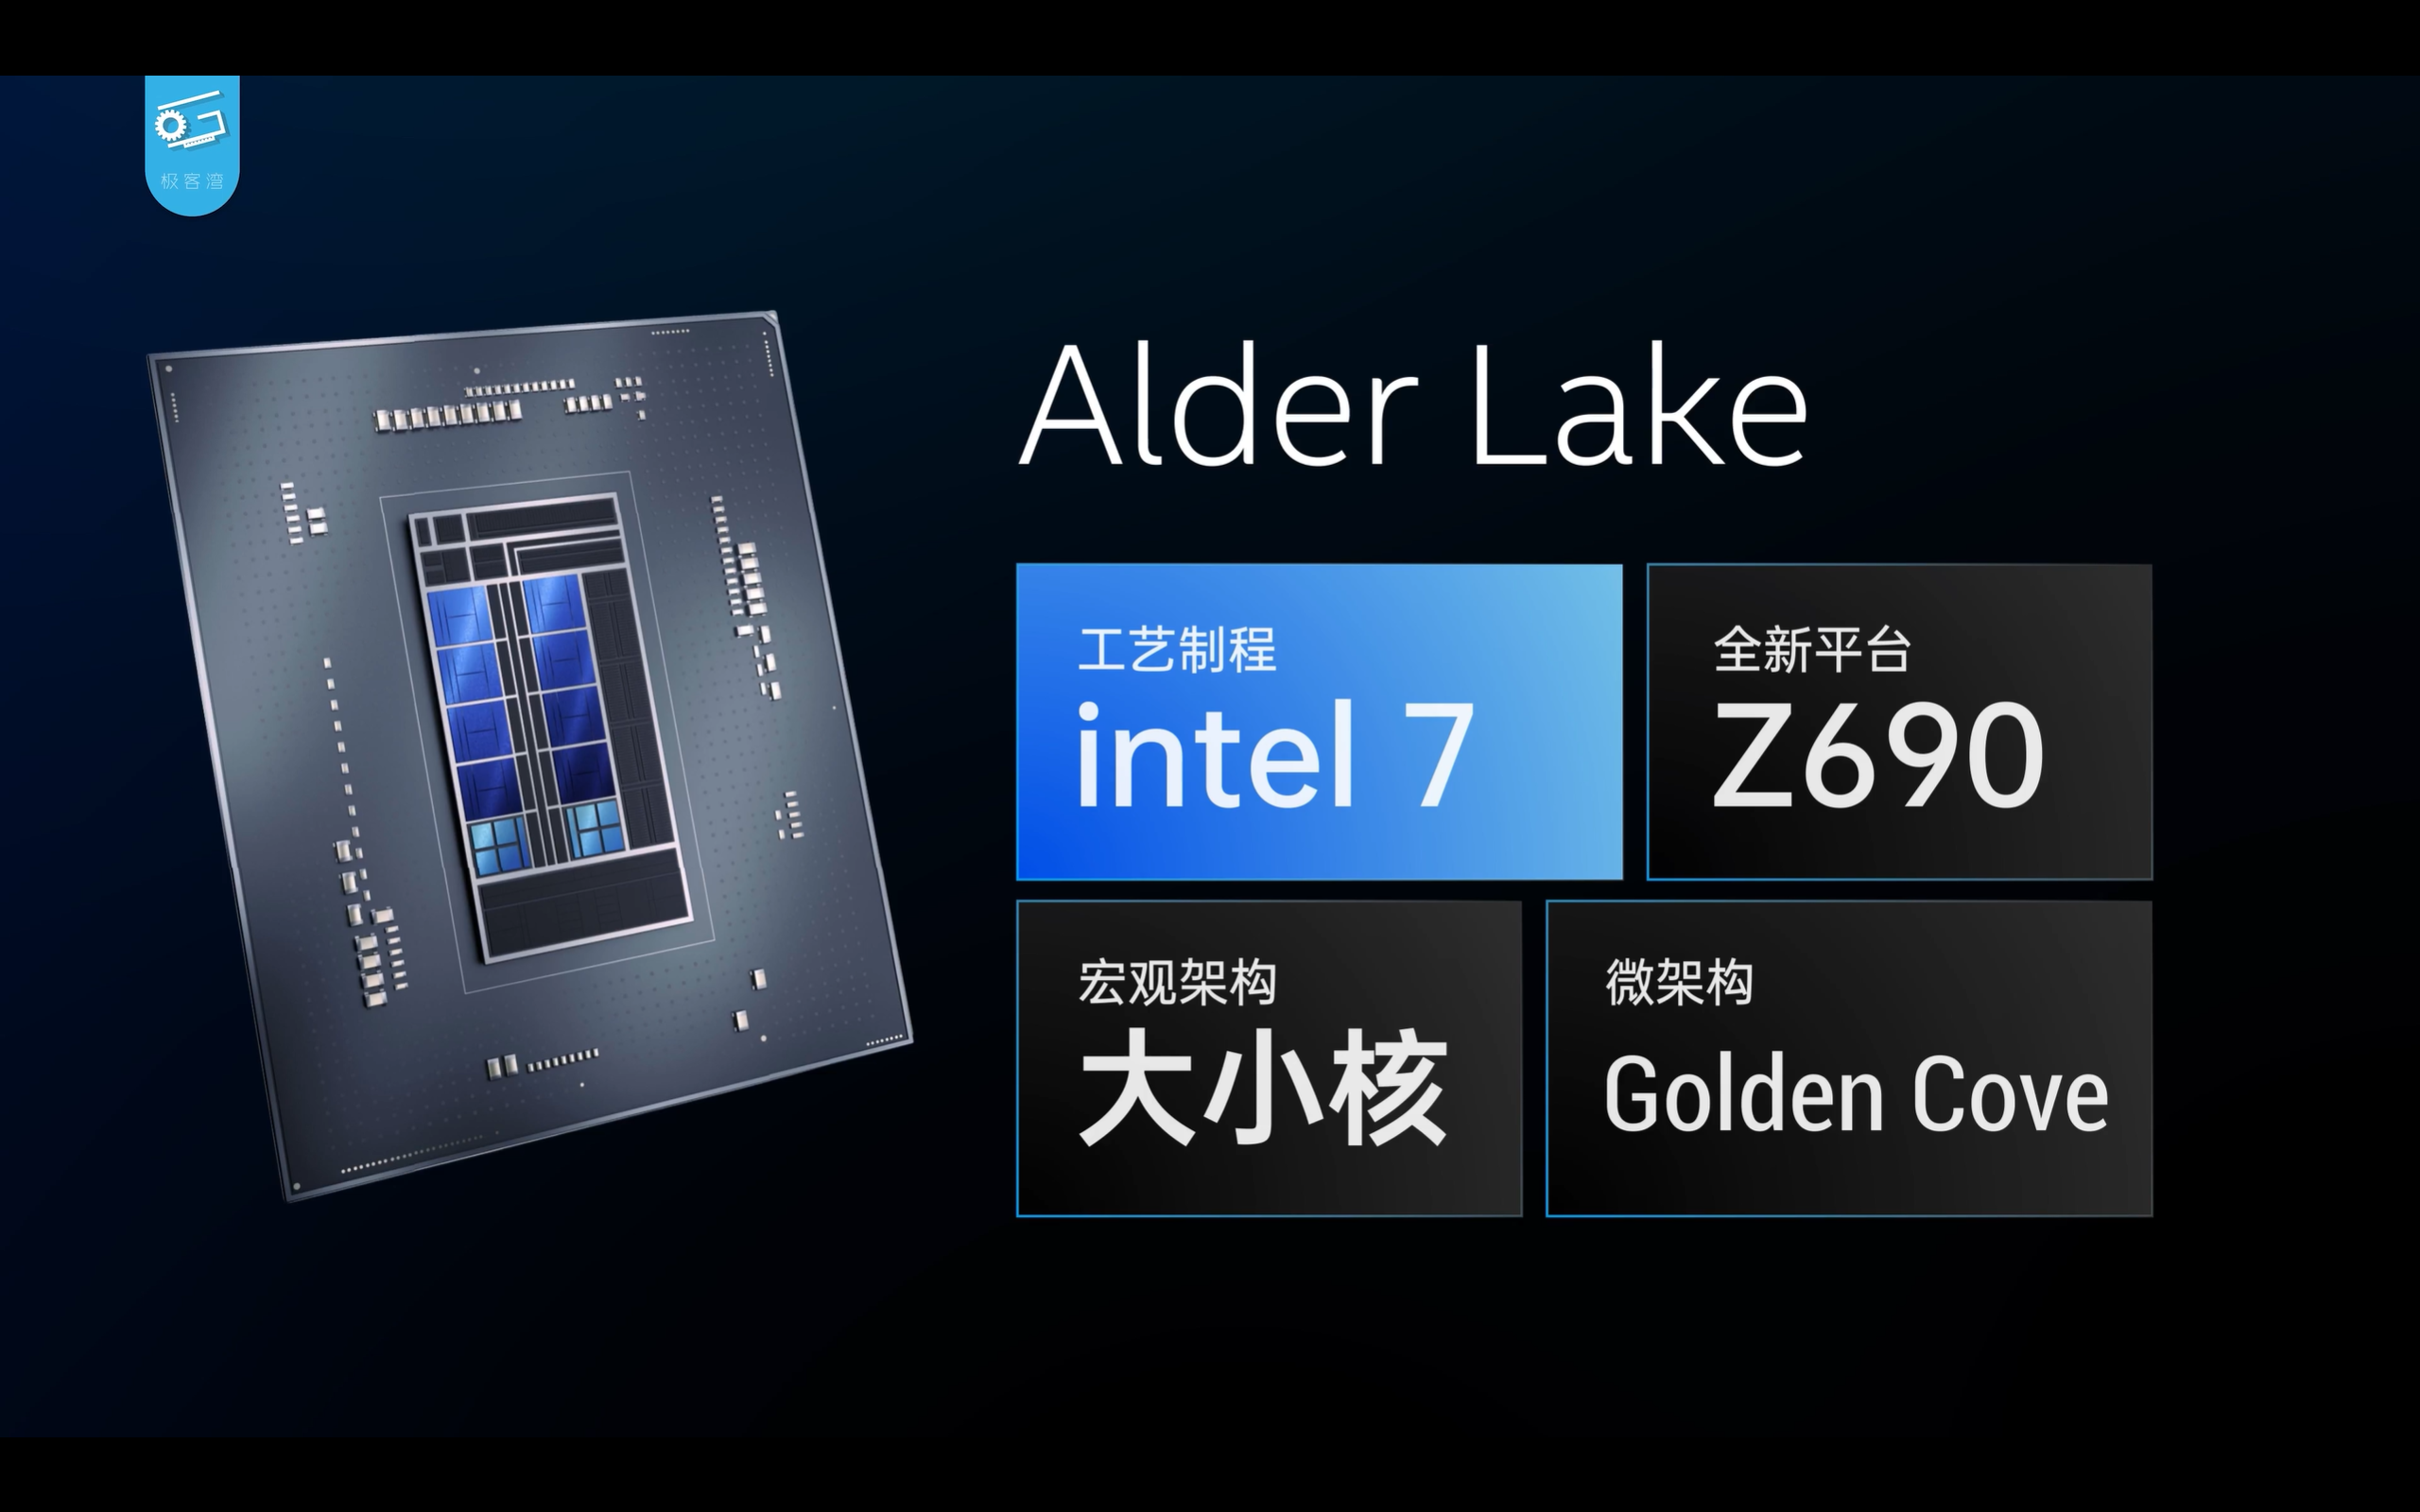 极客湾
Alder Lake
工艺制程
intel 7
全新平台
Z690
宏观架构
大小核
微架构
Golden Cove